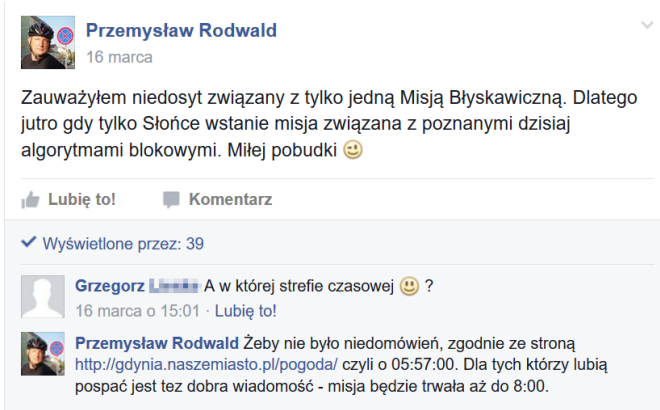 Przemysław Rodwald
16 marca
Zauważyłem niedosyt związany z tylko jedną Misją Błyskawiczną. Dlatego
jutro gdy tylko Słońce wstanie misja związana z poznanymi dzisiaj
algorytmami blokowymi. Miłej pobudki 😉
Lubię to! Komentarz
Wyświetlone przez: 39
Grzegorz A w której strefie czasowej 🙂 ?
16 marca o 15:01 · Lubię to!
Przemysław Rodwald Żeby nie było niedomówień, zgodnie ze stroną
http://gdynia.naszemiasto.pl/pogoda/ czyli o 05:57:00. Dla tych którzy lubią
pospać jest tez dobra wiadomość - misja będzie trwała aż do 8:00.